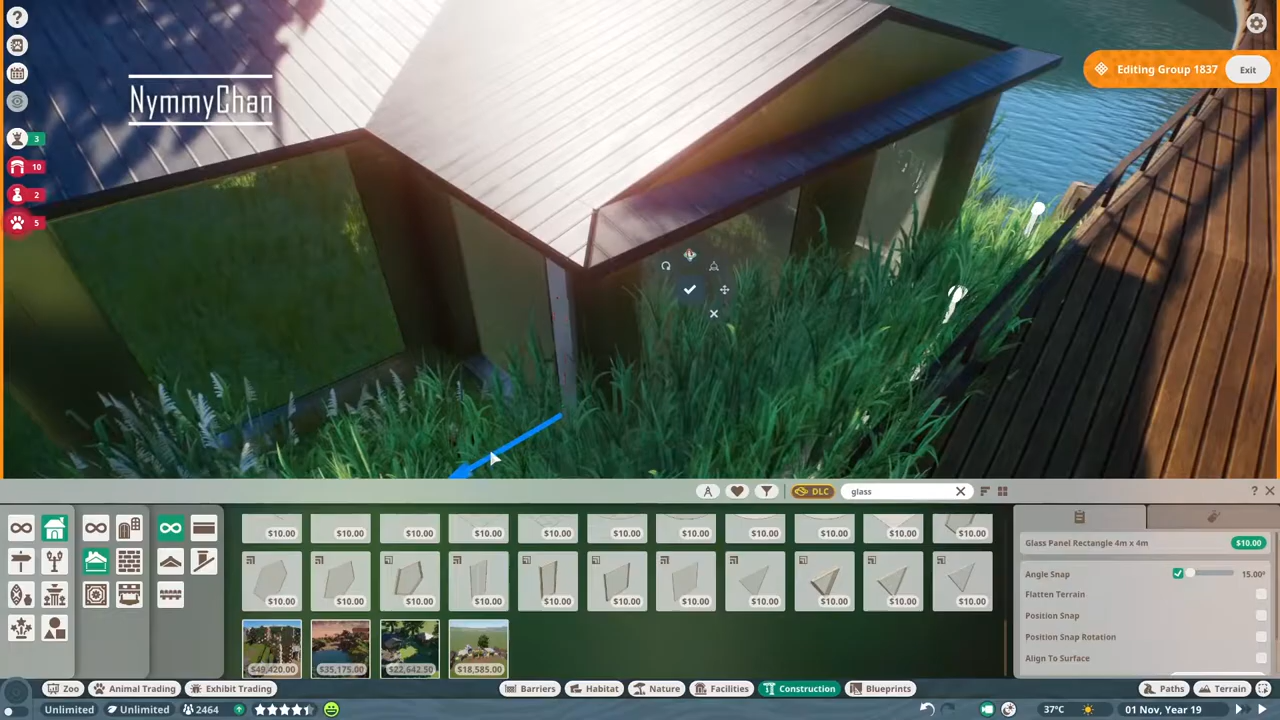 NymmyChan
Editing Group 1837
Exit
3
10
2
5
DLC
glass
$10.00 $10.00 $10.00 $10.00 $10.00 $10.00 $10.00 $10.00 $10.00 $10.00 $10.00
$10.00 $10.00 $10.00 $10.00 $10.00 $10.00 $10.00 $10.00 $10.00 $10.00 $10.00
$49,420.00 $35,175.00 $22,642.50 $18,585.00
Glass Panel Rectangle 4m x 4m
$10.00
Angle Snap
15.00°
Flatten Terrain
Position Snap
Position Snap Rotation
Align To Surface
Zoo Animal Trading Exhibit Trading Barriers Habitat Nature Facilities Construction Blueprints Paths Terrain
Unlimited Unlimited 2464 37°C 01 Nov, Year 19